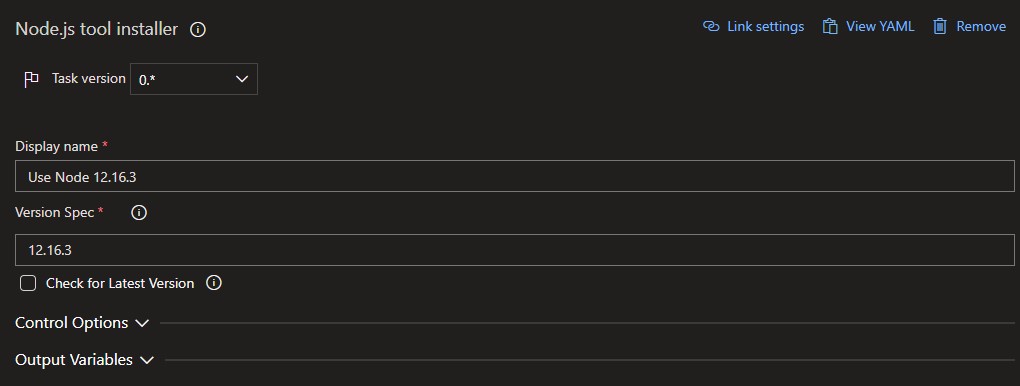 Node.js tool installer
Link settings
View YAML
Remove
Task version
0.*
Display name *
Use Node 12.16.3
Version Spec *
12.16.3
Check for Latest Version
Control Options
Output Variables